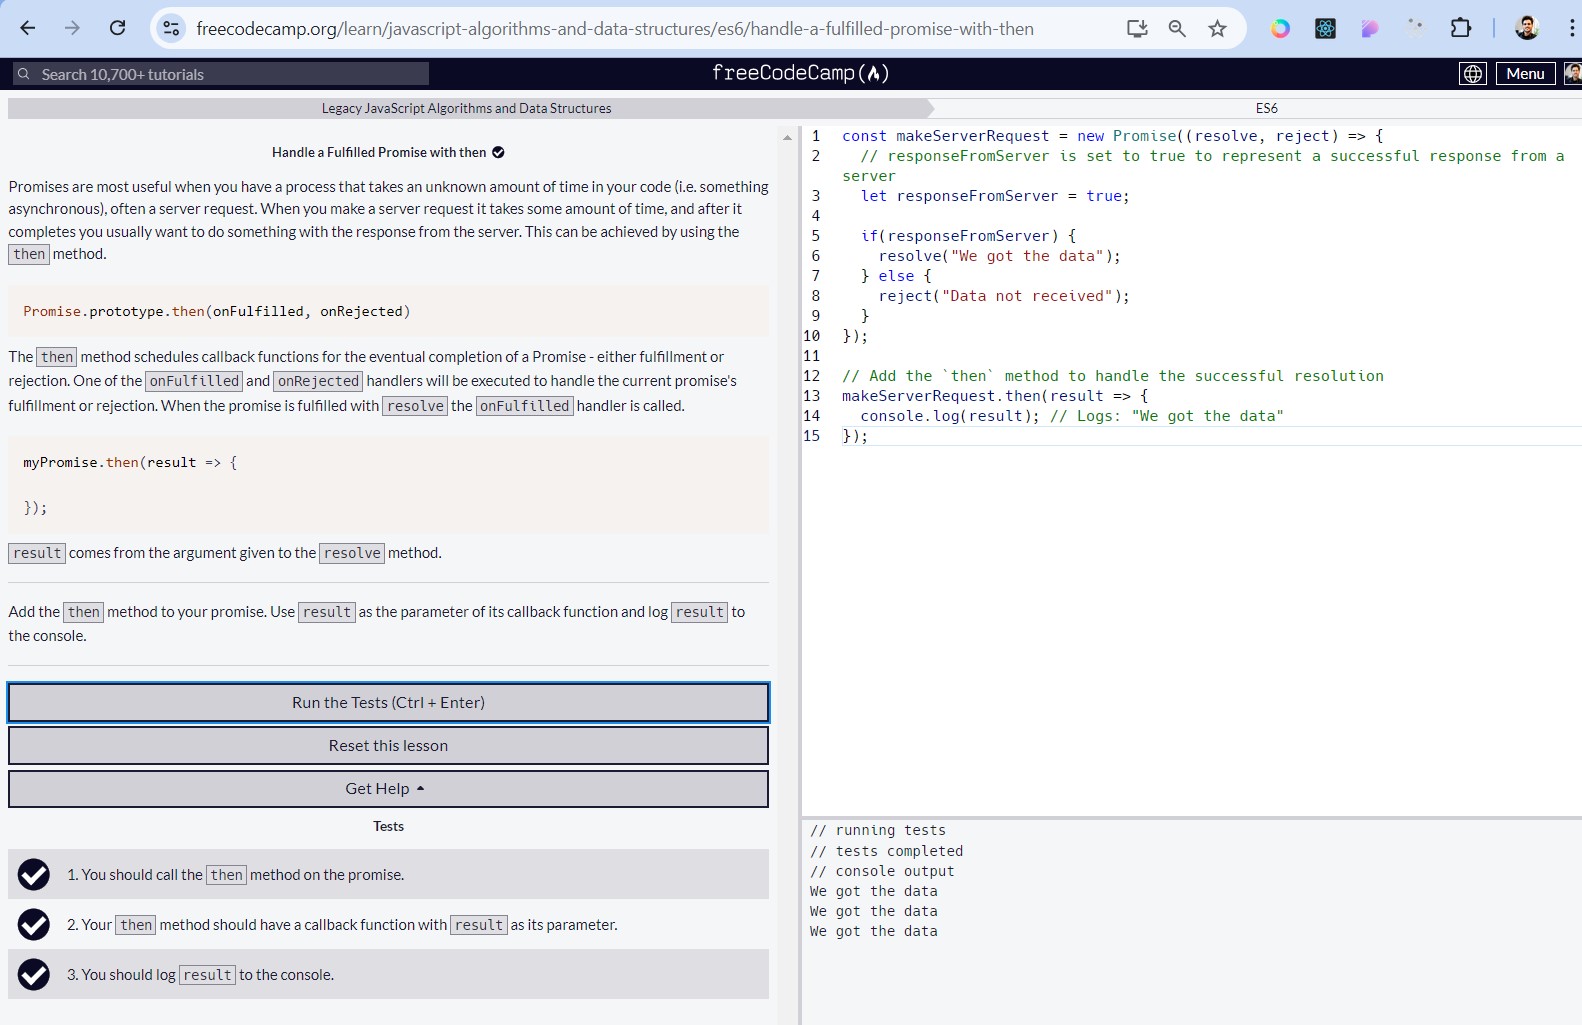 freecodecamp.org/learn/javascript-algorithms-and-data-structures/es6/handle-a-fulfilled-promise-with-then
Search 10,700+ tutorials
freeCodeCamp
Menu
Legacy JavaScript Algorithms and Data Structures
ES6
Handle a Fulfilled Promise with then
Promises are most useful when you have a process that takes an unknown amount of time in your code (i.e. something
asynchronous), often a server request. When you make a server request it takes some amount of time, and after it
completes you usually want to do something with the response from the server. This can be achieved by using the
then method.
Promise.prototype.then(onFulfilled, onRejected)
The then method schedules callback functions for the eventual completion of a Promise - either fulfillment or
rejection. One of the onFulfilled and onRejected handlers will be executed to handle the current promise's
fulfillment or rejection. When the promise is fulfilled with resolve the onFulfilled handler is called.
myPromise.then(result => {
});
result comes from the argument given to the resolve method.
Add the then method to your promise. Use result as the parameter of its callback function and log result to
the console.
Run the Tests (Ctrl + Enter)
Reset this lesson
Get Help
Tests
1. You should call the then method on the promise.
2. Your then method should have a callback function with result as its parameter.
3. You should log result to the console.
1 const makeServerRequest = new Promise((resolve, reject) => {
2 // responseFromServer is set to true to represent a successful response from a
server
3 let responseFromServer = true;
4
5 if(responseFromServer) {
6 resolve("We got the data");
7 } else {
8 reject("Data not received");
9 }
10 });
11
12 // Add the `then` method to handle the successful resolution
13 makeServerRequest.then(result => {
14 console.log(result); // Logs: "We got the data"
15 });
// running tests
// tests completed
// console output
We got the data
We got the data
We got the data